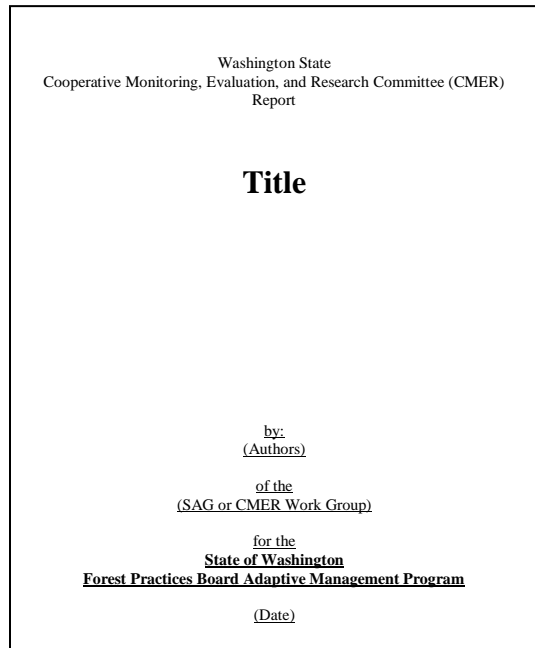 Washington State
Cooperative Monitoring, Evaluation, and Research Committee (CMER)
Report
Title
by:
(Authors)
of the
(SAG or CMER Work Group)
for the
State of Washington
Forest Practices Board Adaptive Management Program
(Date)